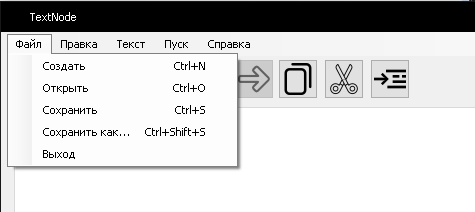 TextNode
Файл Правка Текст Пуск Справка
Создать Ctrl+N
Открыть Ctrl+O
Сохранить Ctrl+S
Сохранить как... Ctrl+Shift+S
Выход